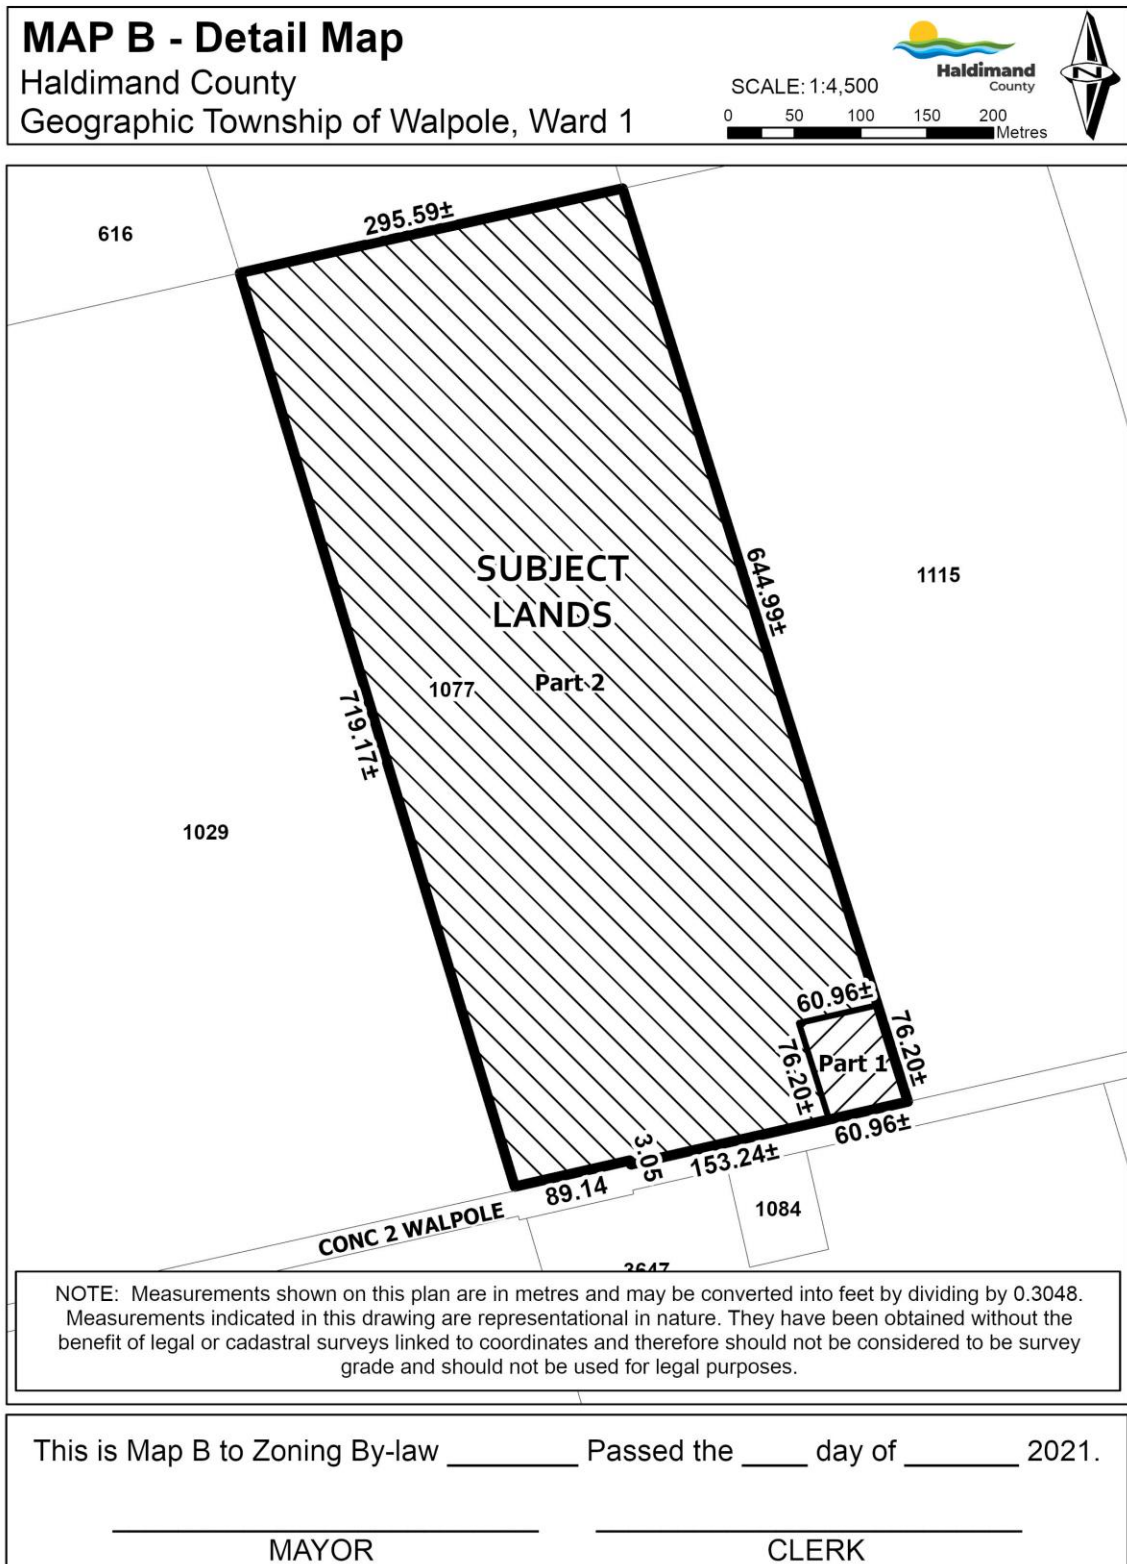 MAP B - Detail Map
Haldimand County
Geographic Township of Walpole, Ward 1
SCALE: 1:4,500
0 50 100 150 200
Metres
Haldimand
County
N
616
295.59±
SUBJECT
LANDS
644.99±
1115
1077
Part 2
719.17±
1029
60.96±
76.20±
76.20±
Part 1
60.96±
3.05
153.24±
89.14
1084
CONC 2 WALPOLE
3647
NOTE: Measurements shown on this plan are in metres and may be converted into feet by dividing by 0.3048.
Measurements indicated in this drawing are representational in nature. They have been obtained without the
benefit of legal or cadastral surveys linked to coordinates and therefore should not be considered to be survey
grade and should not be used for legal purposes.
This is Map B to Zoning By-law ________ Passed the ____ day of _______ 2021.
MAYOR
CLERK